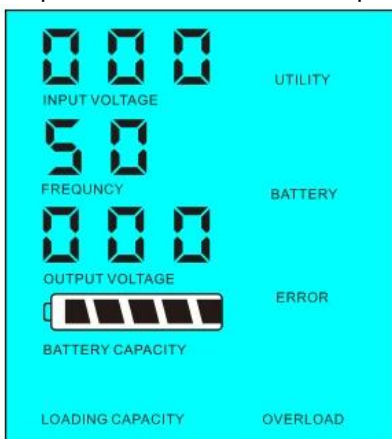 000
UTILITY
INPUT VOLTAGE
50
FREQUNCY
BATTERY
000
OUTPUT VOLTAGE
ERROR
BATTERY CAPACITY
LOADING CAPACITY OVERLOAD